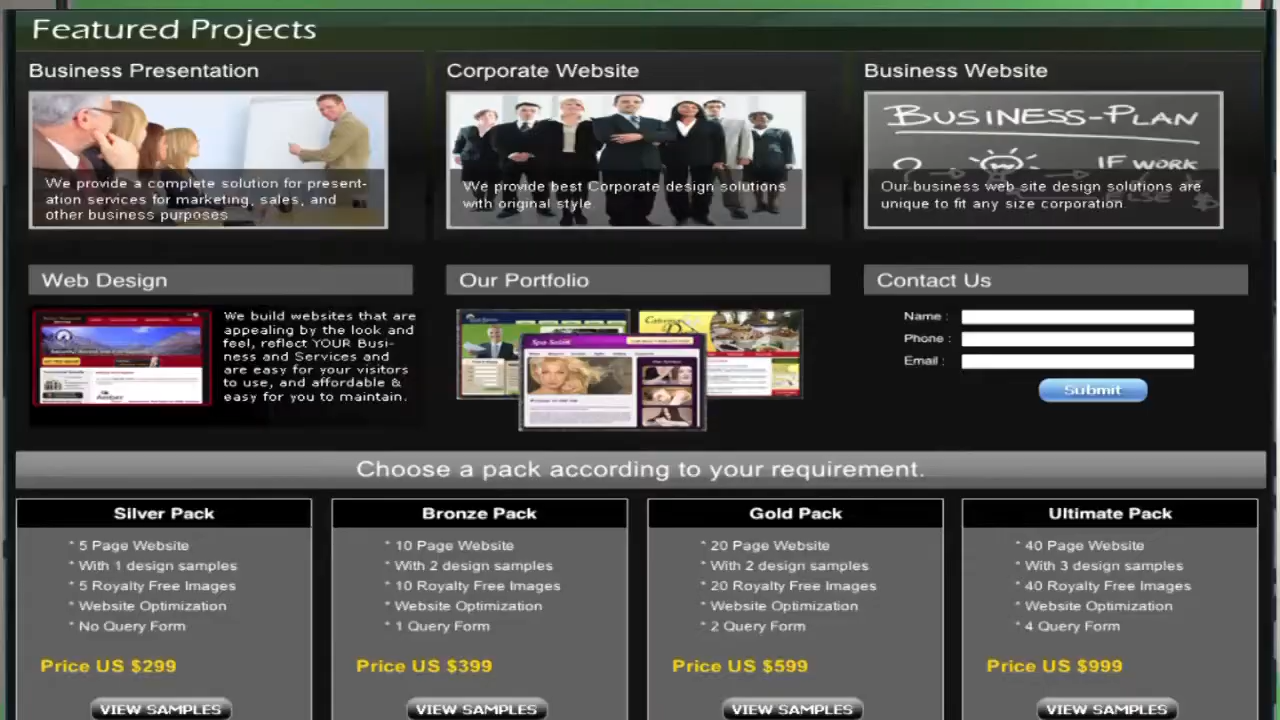 Featured Projects
Business Presentation
We provide a complete solution for present-
ation services for marketing, sales, and
other business purposes
Corporate Website
We provide best Corporate design solutions
with original style
Business Website
BUSINESS-PLAN
? IF WORK
ELSE $
Our business web site design solutions are
unique to fit any size corporation.
Web Design
We build websites that are
appealing by the look and
feel, reflect YOUR Busi-
ness and Services and
are easy for your visitors
to use, and affordable &
easy for you to maintain.
Our Portfolio
Spa Salon
Contact Us
Name :
Phone :
Email :
Submit
Choose a pack according to your requirement.
Silver Pack
* 5 Page Website
* With 1 design samples
* 5 Royalty Free Images
* Website Optimization
* No Query Form
Price US $299
VIEW SAMPLES
Bronze Pack
* 10 Page Website
* With 2 design samples
* 10 Royalty Free Images
* Website Optimization
* 1 Query Form
Price US $399
VIEW SAMPLES
Gold Pack
* 20 Page Website
* With 2 design samples
* 20 Royalty Free Images
* Website Optimization
* 2 Query Form
Price US $599
VIEW SAMPLES
Ultimate Pack
* 40 Page Website
* With 3 design samples
* 40 Royalty Free Images
* Website Optimization
* 4 Query Form
Price US $999
VIEW SAMPLES